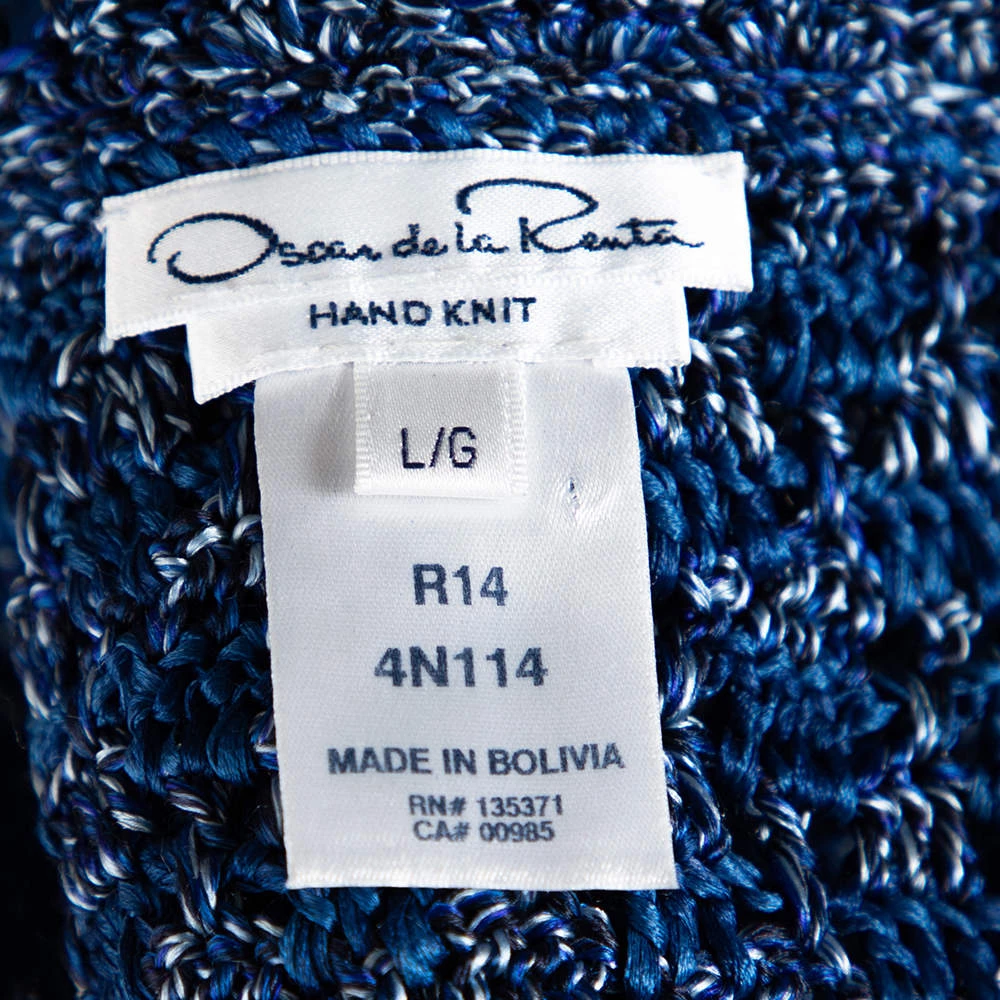 Oscar de la Renta
HAND KNIT
L/G
R14
4N114
MADE IN BOLIVIA
RN# 135371
CA# 00985